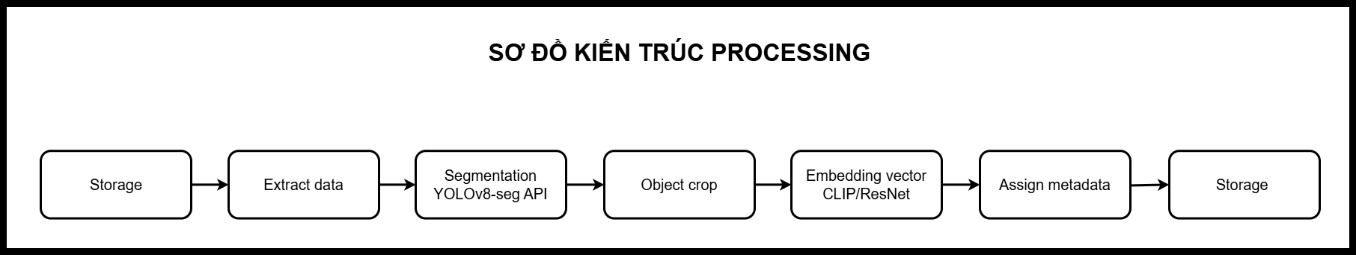 SƠ ĐỒ KIẾN TRÚC PROCESSING
Storage
Extract data
Segmentation
YOLOv8-seg API
Object crop
Embedding vector
CLIP/ResNet
Assign metadata
Storage